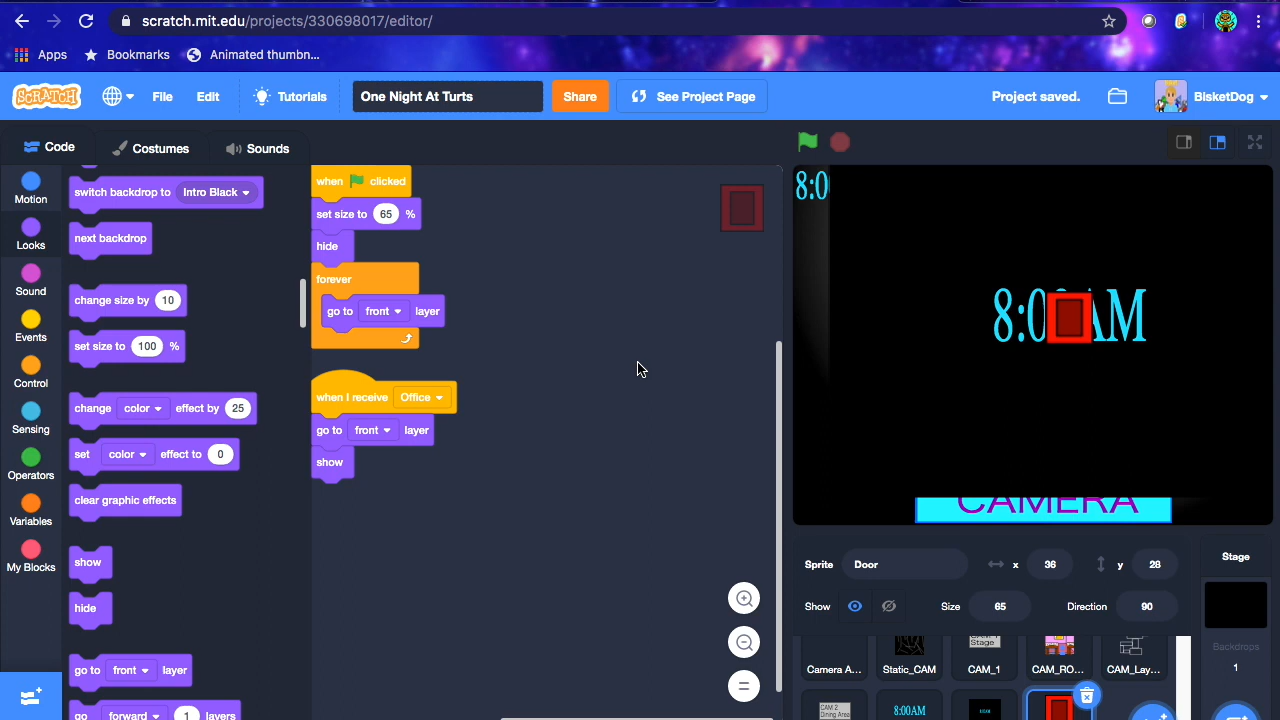 scratch.mit.edu/projects/330698017/editor/
Apps Bookmarks Animated thumbn...
SCRATCH File Edit Tutorials One Night At Turts Share See Project Page Project saved. BisketDog
Code Costumes Sounds
Motion
Looks
Sound
Events
Control
Sensing
Operators
Variables
My Blocks
switch backdrop to Intro Black
next backdrop
change size by 10
set size to 100 %
change color effect by 25
set color effect to 0
clear graphic effects
show
hide
go to front layer
go forward 1 layers
when clicked
set size to 65 %
hide
forever
go to front layer
when I receive Office
go to front layer
show
8:0
8:0 AM
CAMERA
Sprite Door x 36 y 28
Show Size 65 Direction 90
Stage
Backdrops
1
Stage
Camera A... Static_CAM CAM_1 CAM_RO... CAM_Lay...
CAM 2
Dining Area
8:00AM